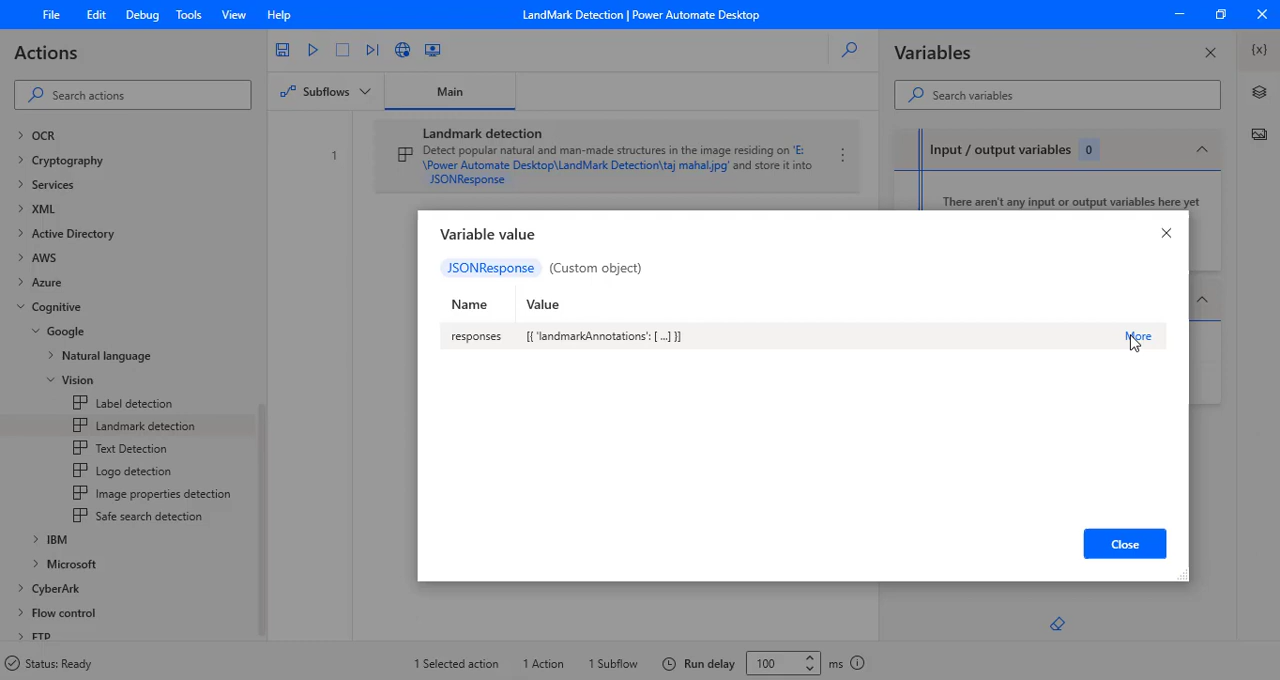 File Edit Debug Tools View Help LandMark Detection | Power Automate Desktop
Actions
Search actions
OCR
Cryptography
Services
XML
Active Directory
AWS
Azure
Cognitive
Google
Natural language
Vision
Label detection
Landmark detection
Text Detection
Logo detection
Image properties detection
Safe search detection
IBM
Microsoft
CyberArk
Flow control
FTP
Subflows Main
1
Landmark detection
Detect popular natural and man-made structures in the image residing on 'E:
\Power Automate Desktop\LandMark Detection\taj mahal.jpg' and store it into
JSONResponse
Variables
{x}
Search variables
Input / output variables 0
There aren't any input or output variables here yet
Variable value
JSONResponse (Custom object)
Name Value
responses [{ 'landmarkAnnotations': [ ...] }] More
Close
Status: Ready 1 Selected action 1 Action 1 Subflow Run delay 100 ms